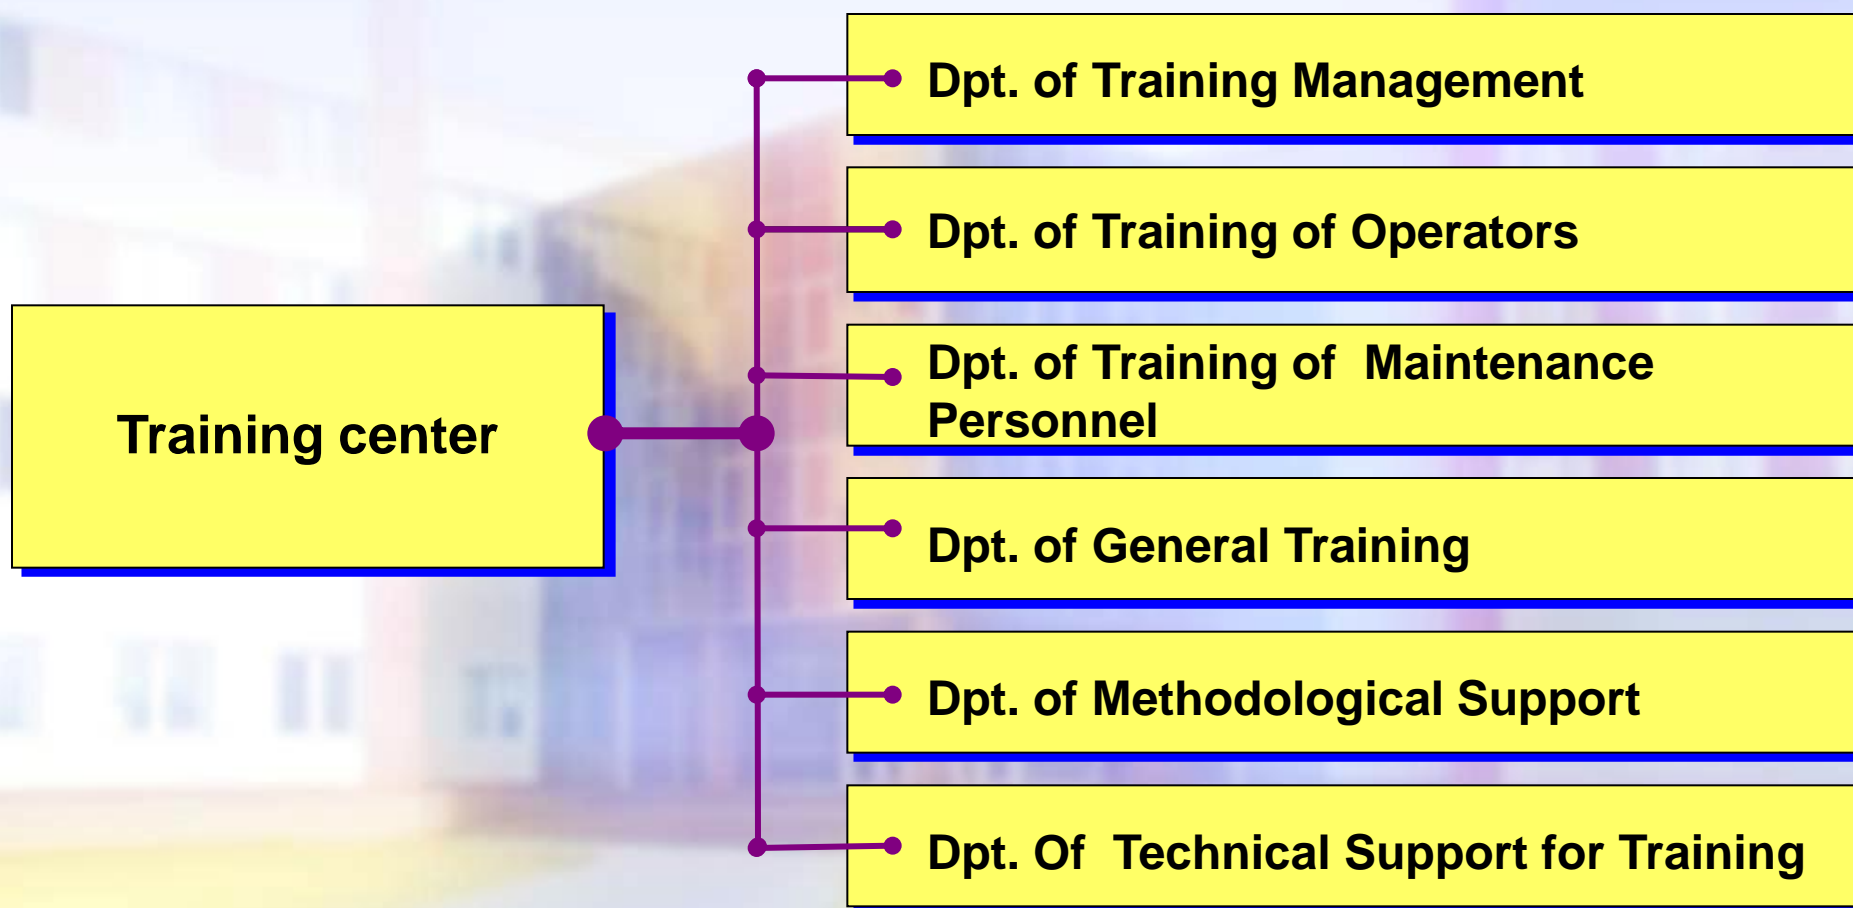 Dpt. of Training Management
Dpt. of Training of Operators
Dpt. of Training of  Maintenance
Personnel
Training center
Dpt. of General Training
Dpt. of Methodological Support
Dpt. Of  Technical Support for Training